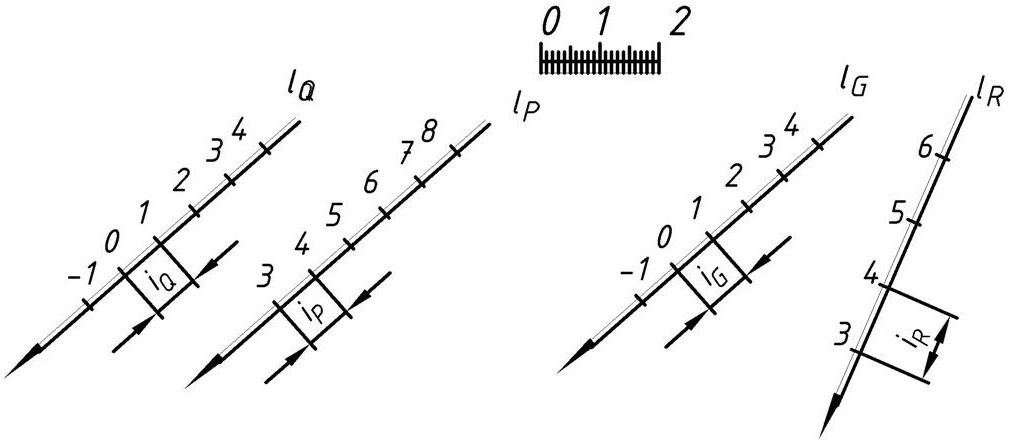 0 1 2
l_Q
-1 0 1 2 3 4
i_Q
l_P
3 4 5 6 7 8
i_P
l_G
-1 0 1 2 3 4
i_G
l_R
6
5
4
3
i_R